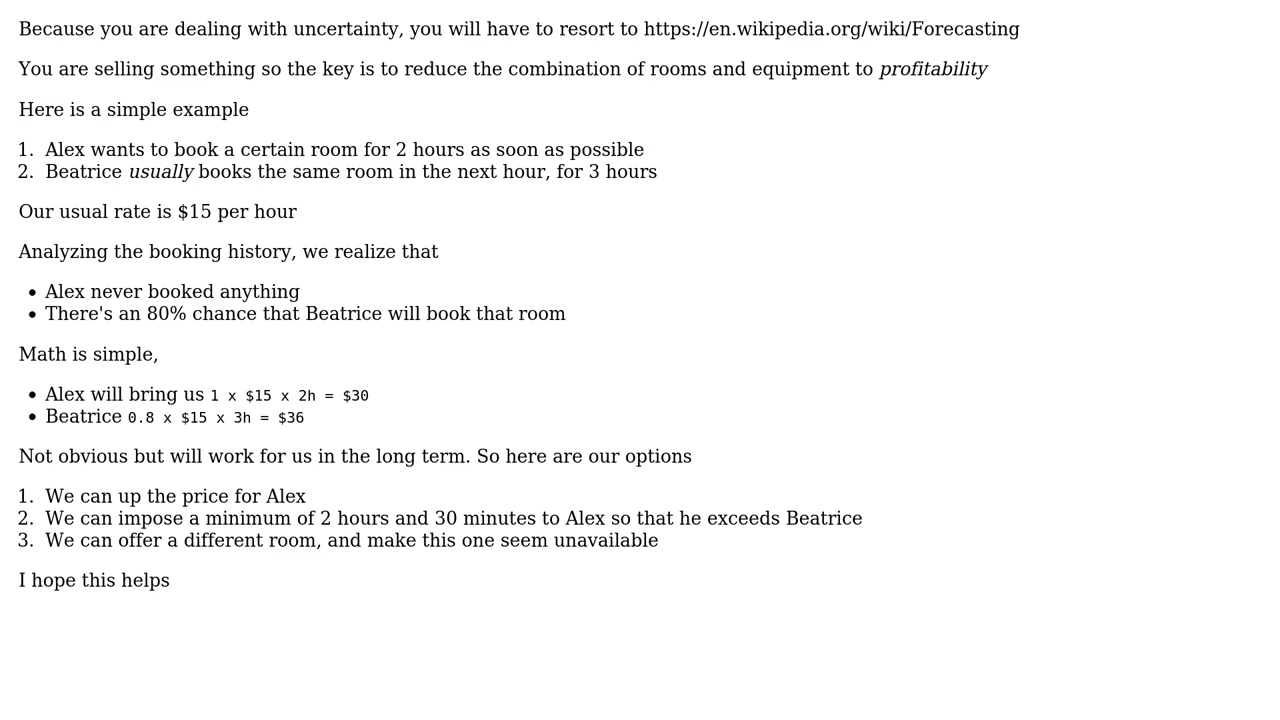 Because you are dealing with uncertainty, you will have to resort to https://en.wikipedia.org/wiki/Forecasting
You are selling something so the key is to reduce the combination of rooms and equipment to profitability
Here is a simple example
1. Alex wants to book a certain room for 2 hours as soon as possible
2. Beatrice usually books the same room in the next hour, for 3 hours
Our usual rate is $15 per hour
Analyzing the booking history, we realize that
• Alex never booked anything
• There's an 80% chance that Beatrice will book that room
Math is simple,
• Alex will bring us 1 x $15 x 2h = $30
• Beatrice 0.8 x $15 x 3h = $36
Not obvious but will work for us in the long term. So here are our options
1. We can up the price for Alex
2. We can impose a minimum of 2 hours and 30 minutes to Alex so that he exceeds Beatrice
3. We can offer a different room, and make this one seem unavailable
I hope this helps